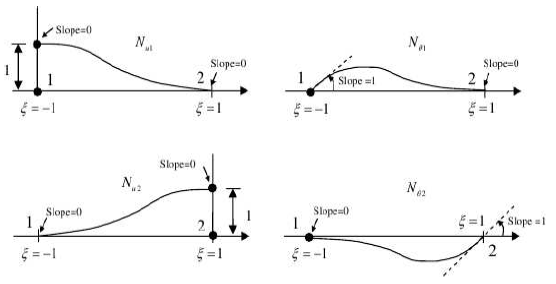 Slope=0
N_u1
Slope=0
1
1
2
ξ = −1
ξ = 1
N_θ1
Slope=0
1
Slope =1
2
ξ = −1
ξ = 1
Slope=0
N_u2
1
Slope=0
2
1
ξ = −1
ξ = 1
N_θ2
1
Slope=0
ξ = 1
Slope =1
ξ = −1
2